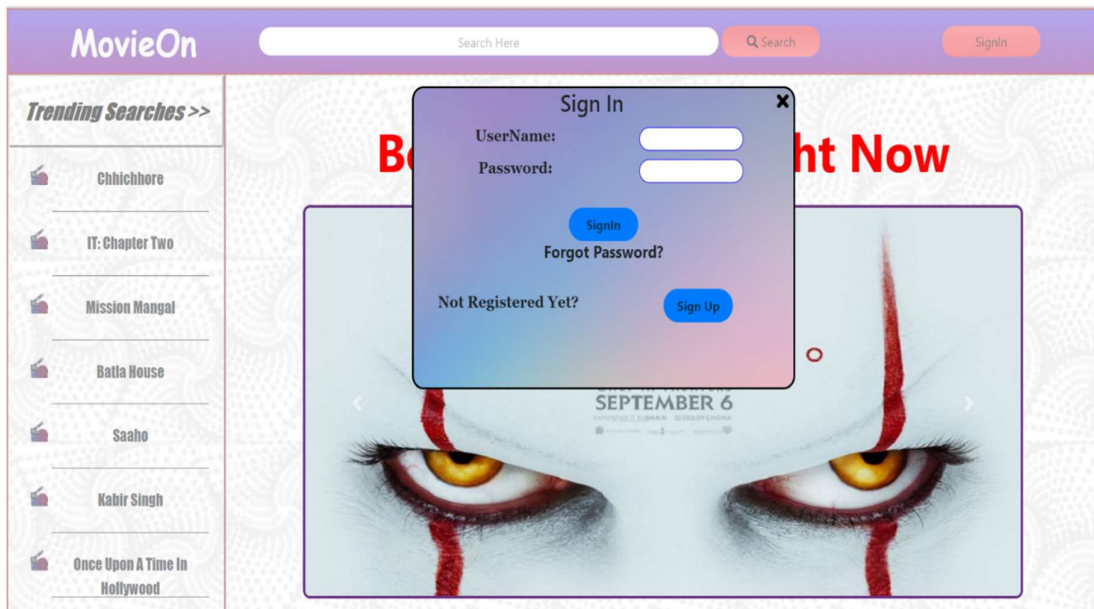 MovieOn
Search Here
Search
SignIn
Trending Searches >>
Chhichhore
IT: Chapter Two
Mission Mangal
Batla House
Saaho
Kabir Singh
Once Upon A Time In
Hollywood
ht Now
Sign In
UserName:
Password:
SignIn
Forgot Password?
Not Registered Yet?
Sign Up
SEPTEMBER 6